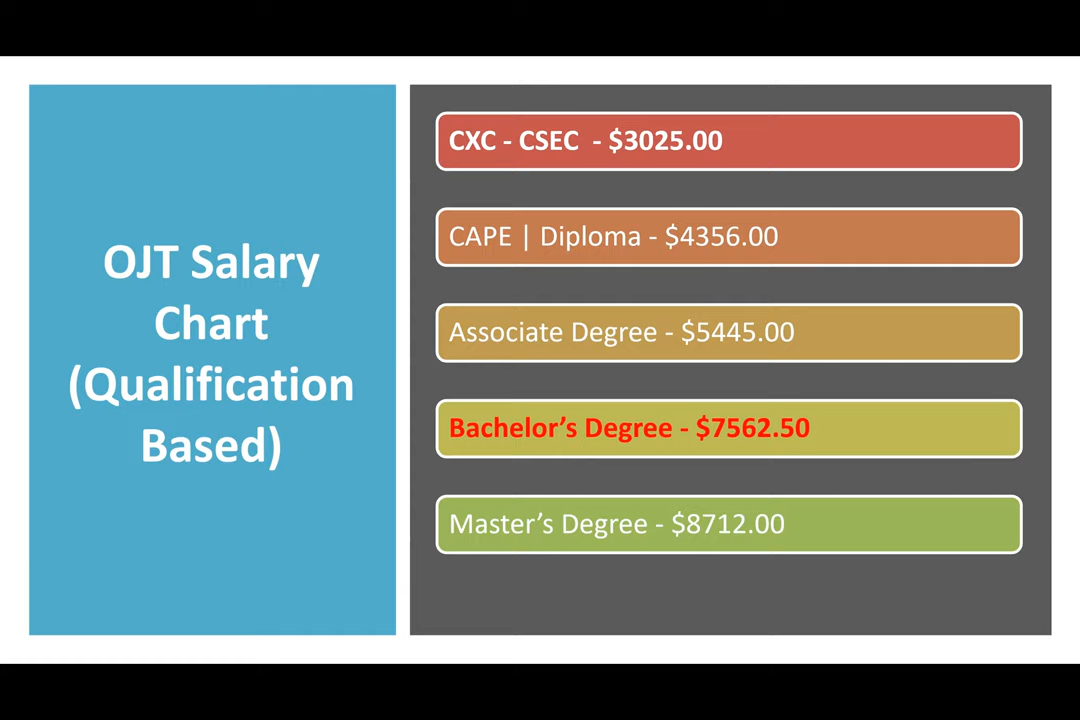 OJT Salary
Chart
(Qualification
Based)
CXC - CSEC - $3025.00
CAPE | Diploma - $4356.00
Associate Degree - $5445.00
Bachelor’s Degree - $7562.50
Master’s Degree - $8712.00